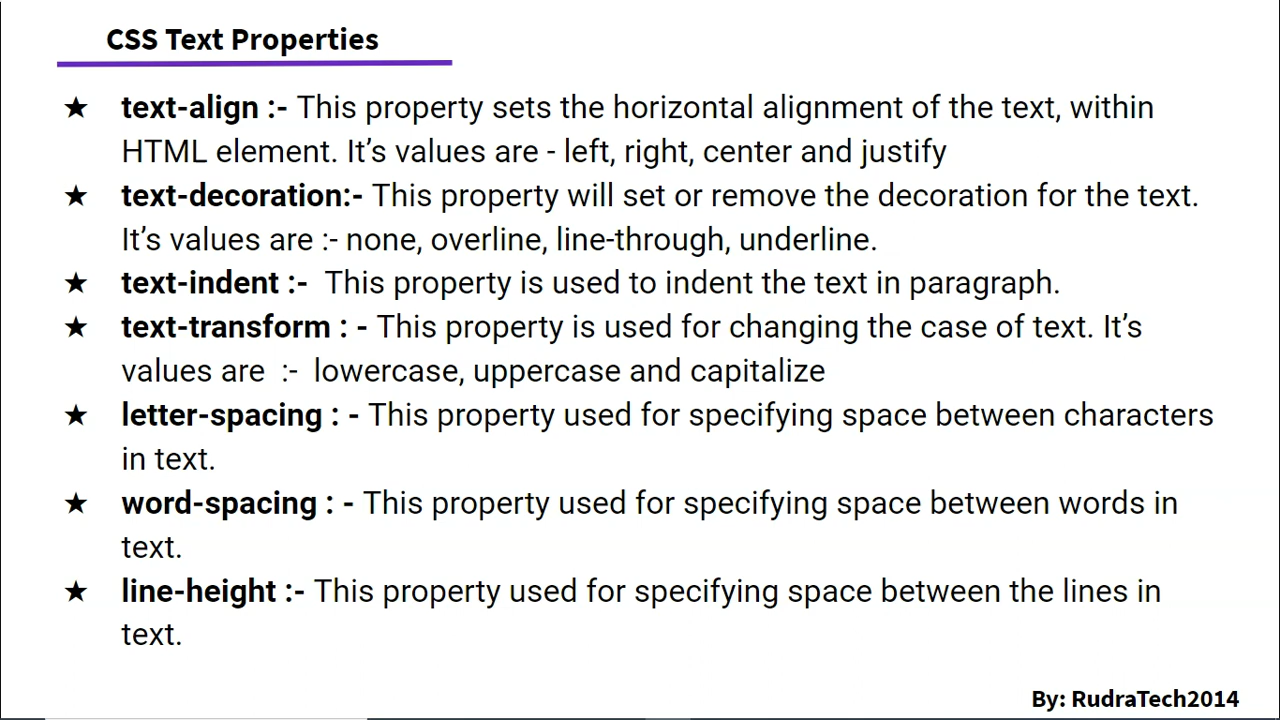 CSS Text Properties
★ text-align :- This property sets the horizontal alignment of the text, within
HTML element. It’s values are - left, right, center and justify
★ text-decoration:- This property will set or remove the decoration for the text.
It’s values are :- none, overline, line-through, underline.
★ text-indent :- This property is used to indent the text in paragraph.
★ text-transform : - This property is used for changing the case of text. It’s
values are :- lowercase, uppercase and capitalize
★ letter-spacing : - This property used for specifying space between characters
in text.
★ word-spacing : - This property used for specifying space between words in
text.
★ line-height :- This property used for specifying space between the lines in
text.
By: RudraTech2014